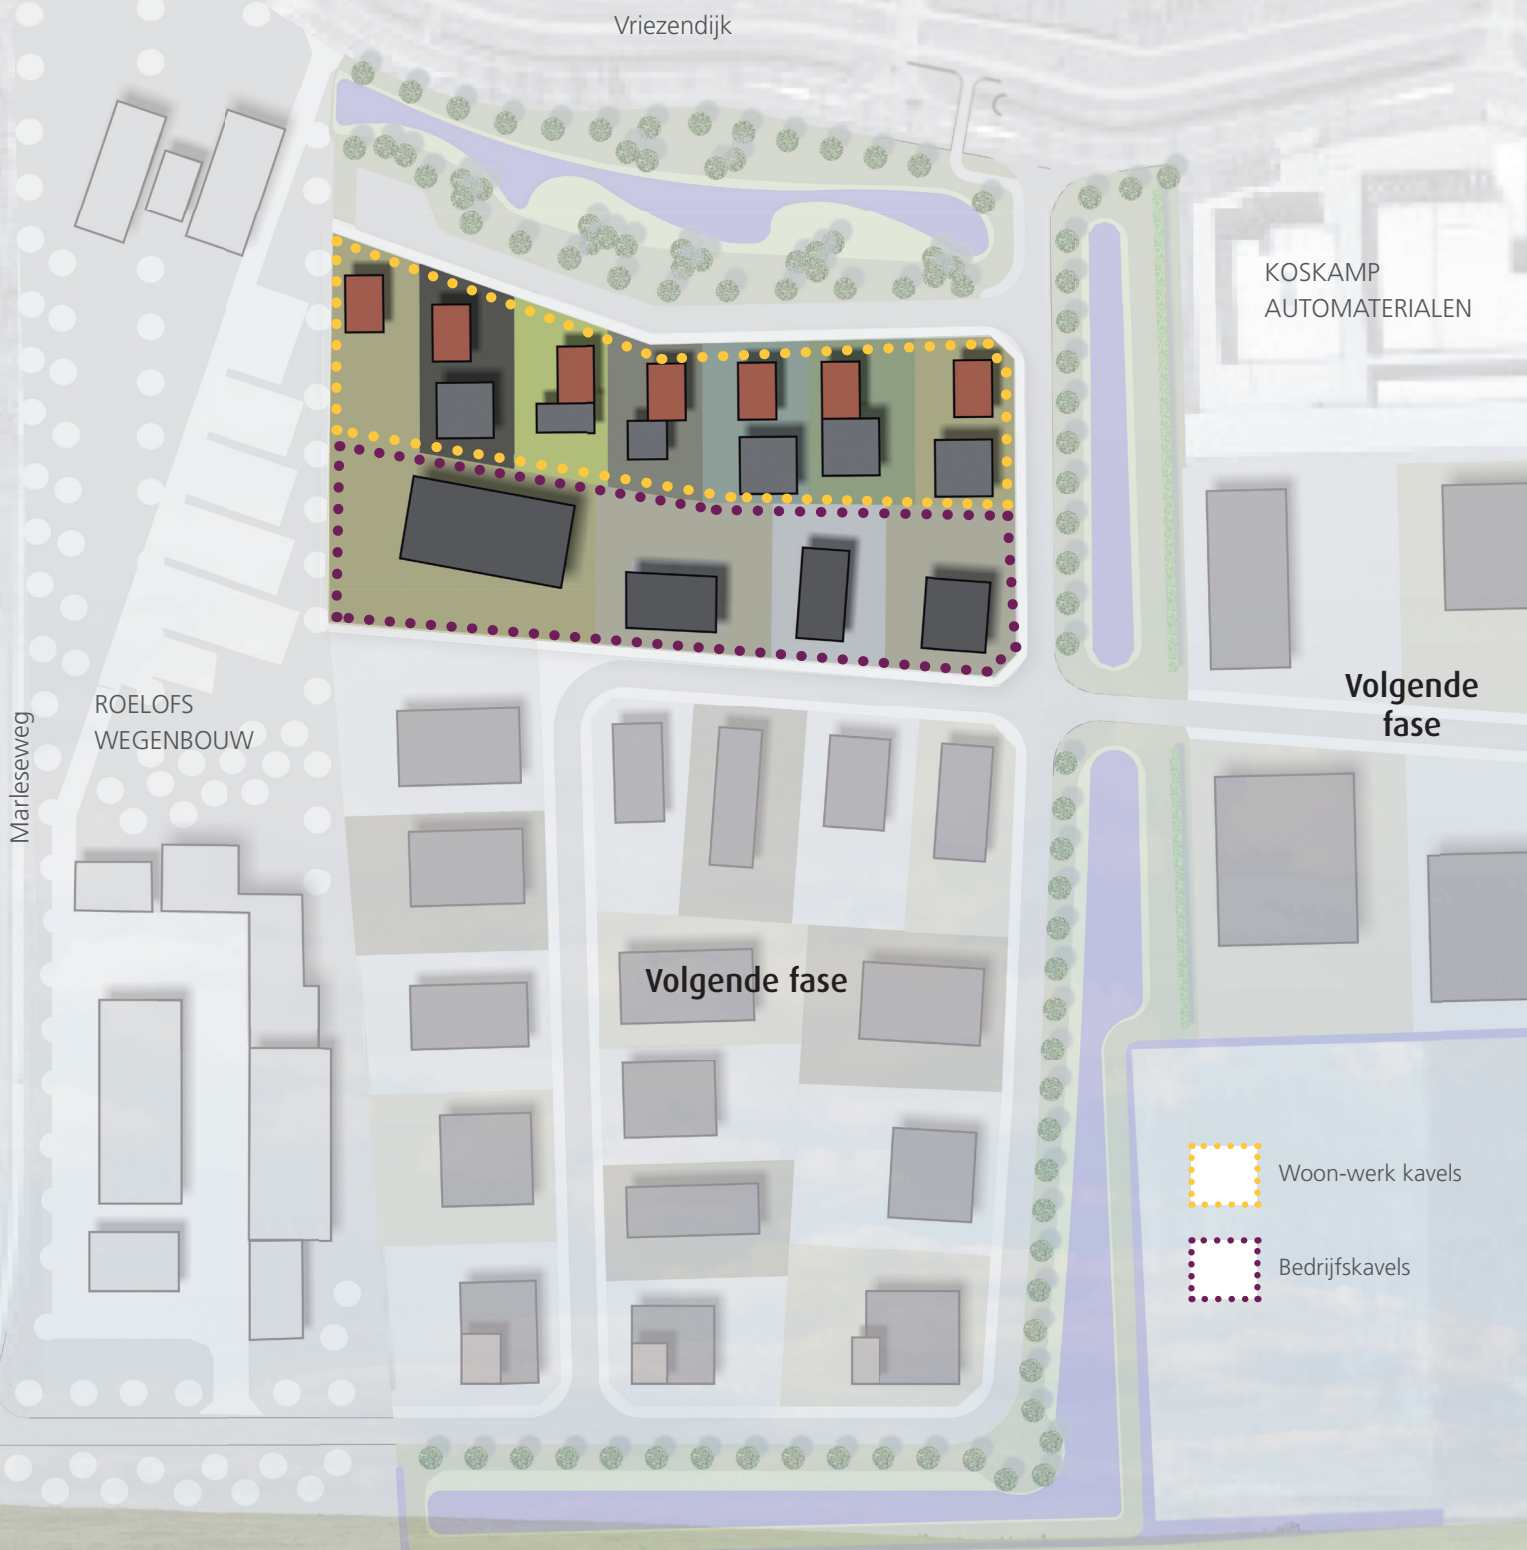 Vriezendijk
KOSKAMP
AUTOMATERIALEN
Volgende
fase
ROELOFS
WEGENBOUW
Marleseweg
Volgende fase
Woon-werk kavels
Bedrijfskavels